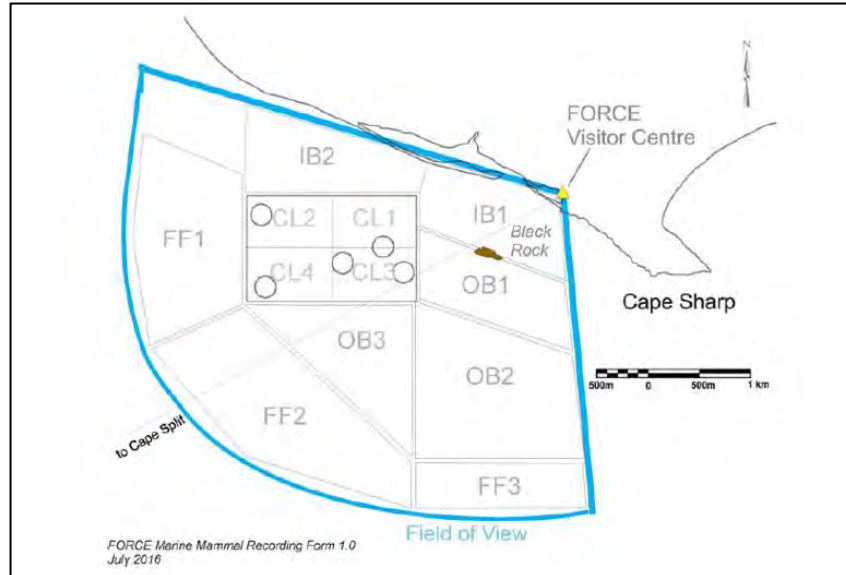 N
FORCE
Visitor Centre
IB2
IB1
CL2
CL1
Black
Rock
FF1
CL4
CL3
OB1
Cape Sharp
OB3
OB2
500m
0
500m
1 km
FF2
to Cape Split
FF3
Field of View
FORCE Marine Mammal Recording Form 1.0
July 2016